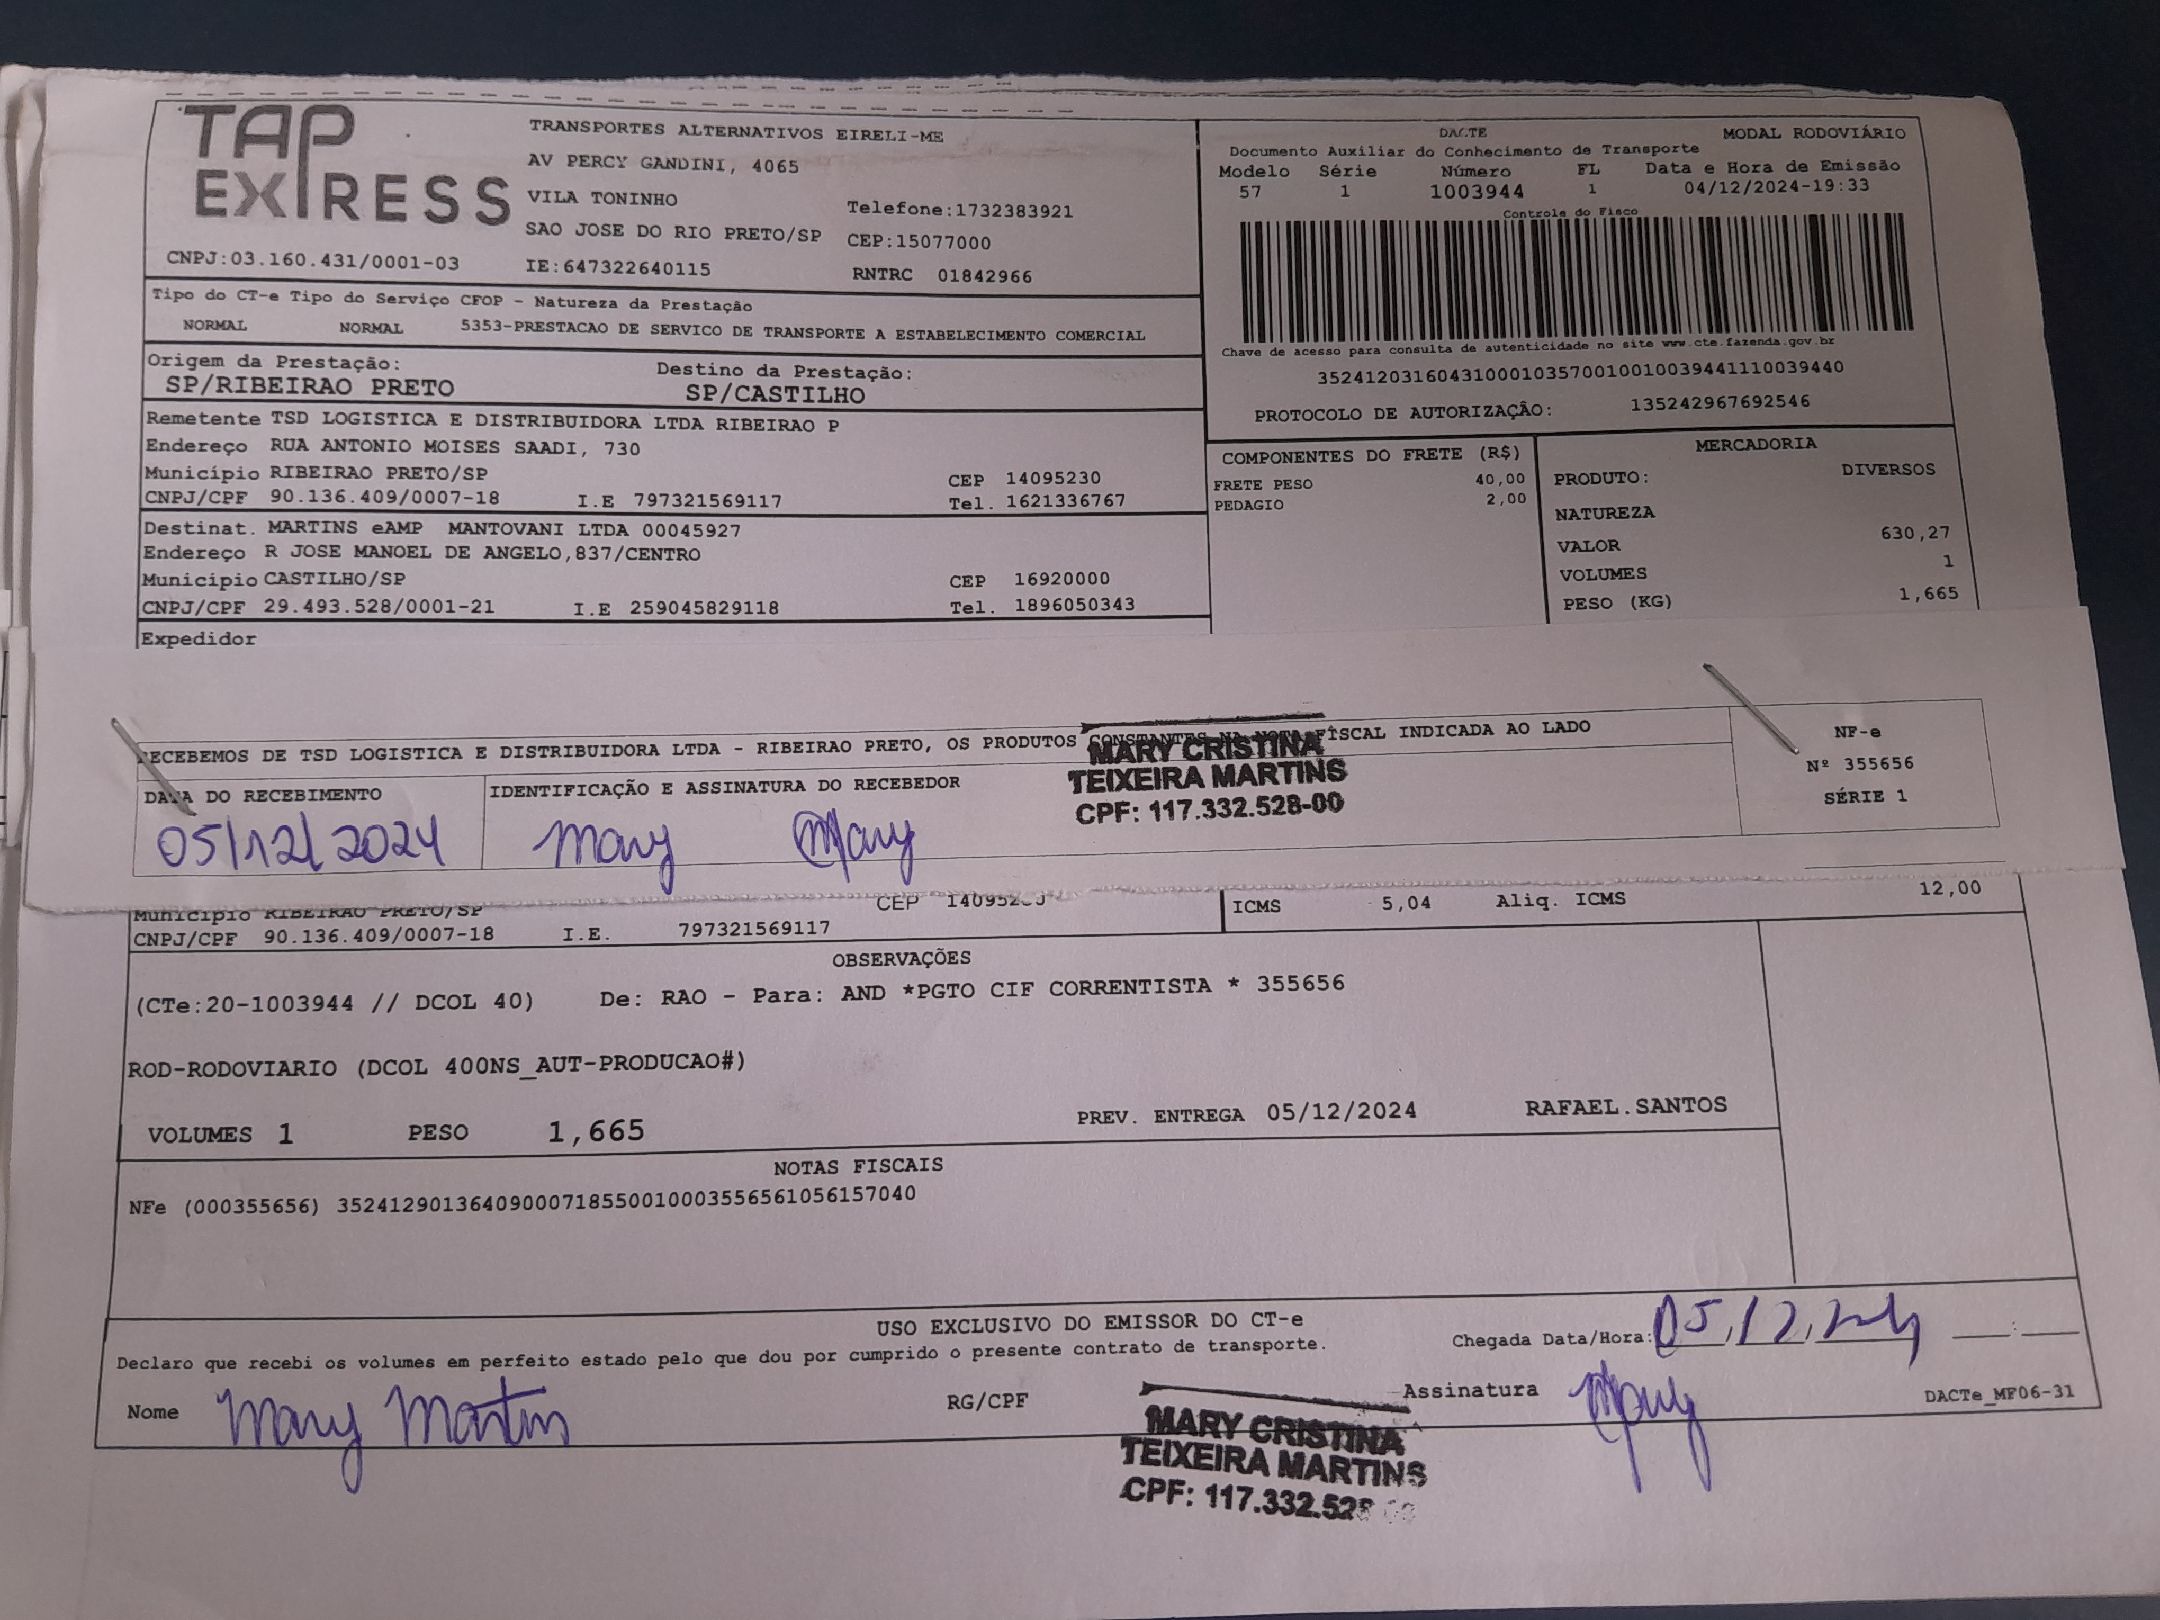 TAP EXPRESS
TRANSPORTES ALTERNATIVOS EIRELI-ME
AV PERCY GANDINI, 4065
VILA TONINHO
Telefone:1732383921
SAO JOSE DO RIO PRETO/SP CEP:15077000
CNPJ:03.160.431/0001-03 IE:647322640115 RNTRC 01842966
DACTE MODAL RODOVIÁRIO
Documento Auxiliar do Conhecimento de Transporte
Modelo Série Número FL Data e Hora de Emissão
57 1 1003944 1 04/12/2024-19:33
Controle do Fisco
Chave de acesso para consulta de autenticidade no site www.cte.fazenda.gov.br
35241203160431000103570010010039441110039440
PROTOCOLO DE AUTORIZAÇÃO: 135242967692546
Tipo do CT-e Tipo do Serviço CFOP - Natureza da Prestação
NORMAL NORMAL 5353-PRESTACAO DE SERVICO DE TRANSPORTE A ESTABELECIMENTO COMERCIAL
Origem da Prestação: Destino da Prestação:
SP/RIBEIRAO PRETO SP/CASTILHO
Remetente TSD LOGISTICA E DISTRIBUIDORA LTDA RIBEIRAO P
Endereço RUA ANTONIO MOISES SAADI, 730
Município RIBEIRAO PRETO/SP CEP 14095230
CNPJ/CPF 90.136.409/0007-18 I.E 797321569117 Tel. 1621336767
Destinat. MARTINS eAMP MANTOVANI LTDA 00045927
Endereço R JOSE MANOEL DE ANGELO,837/CENTRO
Municipio CASTILHO/SP CEP 16920000
CNPJ/CPF 29.493.528/0001-21 I.E 259045829118 Tel. 1896050343
Expedidor
COMPONENTES DO FRETE (R$)
FRETE PESO 40,00
PEDAGIO 2,00
MERCADORIA
PRODUTO: DIVERSOS
NATUREZA
VALOR 630,27
VOLUMES 1
PESO (KG) 1,665
RECEBEMOS DE TSD LOGISTICA E DISTRIBUIDORA LTDA - RIBEIRAO PRETO, OS PRODUTOS CONSTANTES NA NOTA FISCAL INDICADA AO LADO
DATA DO RECEBIMENTO IDENTIFICAÇÃO E ASSINATURA DO RECEBEDOR
05/12/2024 Mary Mary
MARY CRISTINA
TEIXEIRA MARTINS
CPF: 117.332.528-00
NF-e
Nº 355656
SÉRIE 1
Municipio RIBEIRAO PRETO/SP CEP
CNPJ/CPF 90.136.409/0007-18 I.E. 797321569117
ICMS 5,04 Aliq. ICMS 12,00
OBSERVAÇÕES
(CTe:20-1003944 // DCOL 40) De: RAO - Para: AND *PGTO CIF CORRENTISTA * 355656
ROD-RODOVIARIO (DCOL 400NS_AUT-PRODUCAO#)
VOLUMES 1 PESO 1,665 PREV. ENTREGA 05/12/2024 RAFAEL.SANTOS
NOTAS FISCAIS
NFe (000355656) 35241290136409000718550010003556561056157040
USO EXCLUSIVO DO EMISSOR DO CT-e
Declaro que recebi os volumes em perfeito estado pelo que dou por cumprido o presente contrato de transporte.
Chegada Data/Hora: 05/12/2024 ___:___
Nome Mary Martins RG/CPF Assinatura Mary DACTe_MF06-31
MARY CRISTINA
TEIXEIRA MARTINS
CPF: 117.332.528